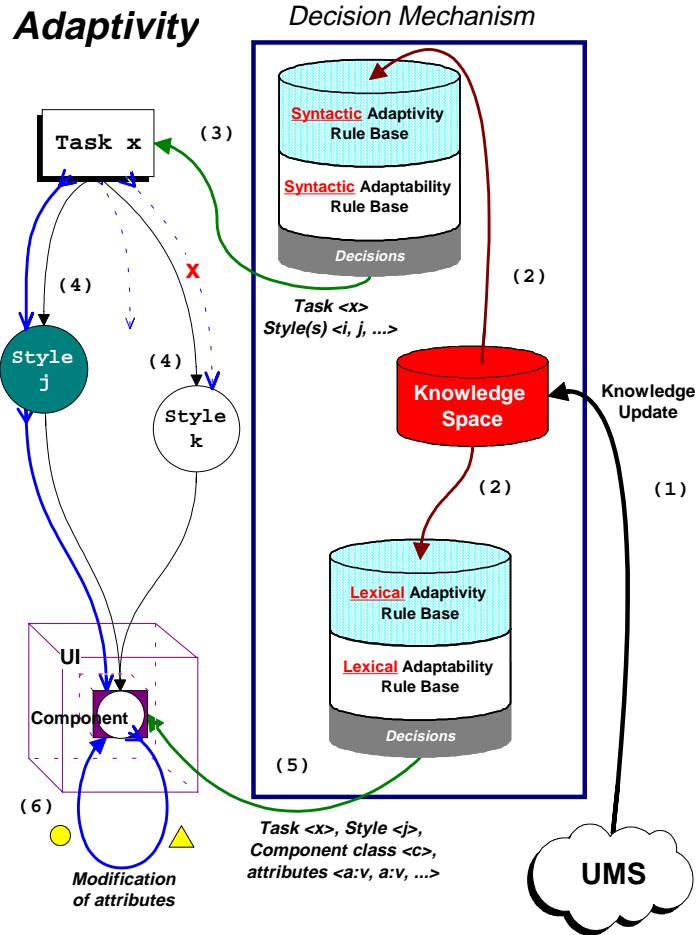 Adaptivity
Decision Mechanism
Syntactic Adaptivity
Rule Base
Syntactic Adaptability
Rule Base
Decisions
Task x
(3)
(4)
x
(4)
Style
j
Style
k
Task <x>
Style(s) <i, j, ...>
(2)
Knowledge
Space
Knowledge
Update
(1)
(2)
Lexical Adaptivity
Rule Base
Lexical Adaptability
Rule Base
Decisions
UI
Component
(5)
(6)
Task <x>, Style <j>,
Component class <c>,
attributes <a:v, a:v, ...>
Modification
of attributes
UMS